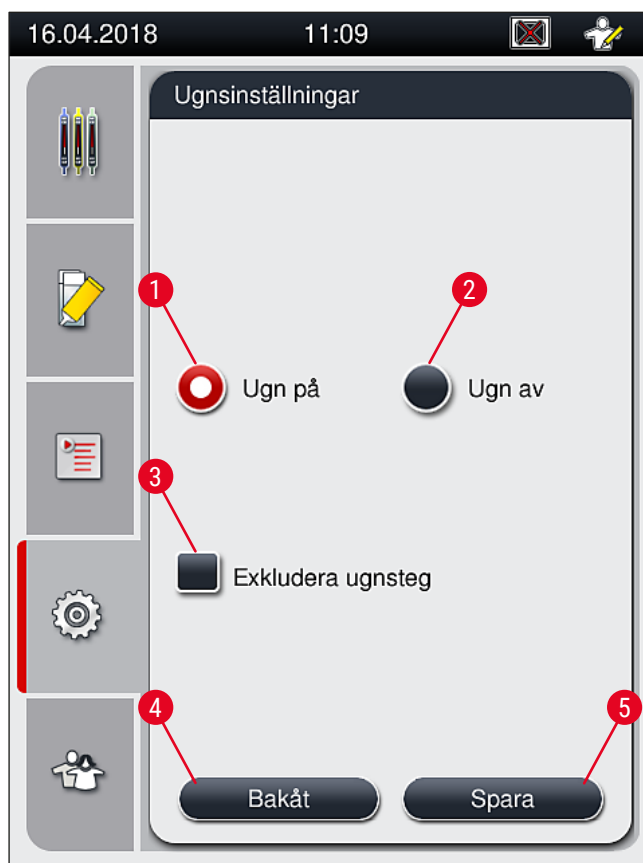 16.04.2018 11:09
Ugnsinställningar
1 2
Ugn på Ugn av
3
Exkludera ugnsteg
4 5
Bakåt Spara